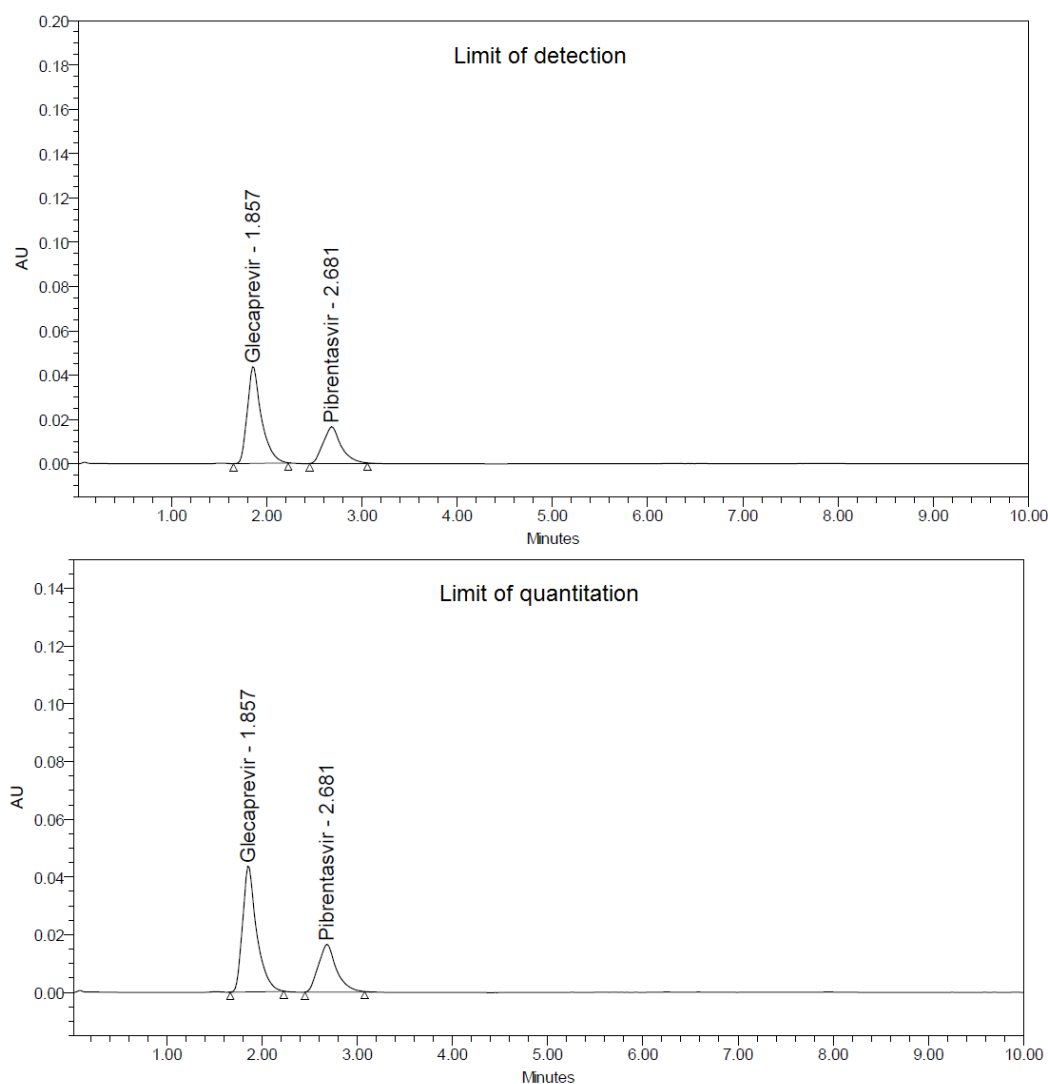 Limit of detection
0.20
0.18
0.16
0.14
0.12
0.10
0.08
0.06
0.04
0.02
0.00
AU
Glecaprevir - 1.857
Pibrentasvir - 2.681
1.00 2.00 3.00 4.00 5.00 6.00 7.00 8.00 9.00 10.00
Minutes
Limit of quantitation
0.14
0.12
0.10
0.08
0.06
0.04
0.02
0.00
AU
Glecaprevir - 1.857
Pibrentasvir - 2.681
1.00 2.00 3.00 4.00 5.00 6.00 7.00 8.00 9.00 10.00
Minutes